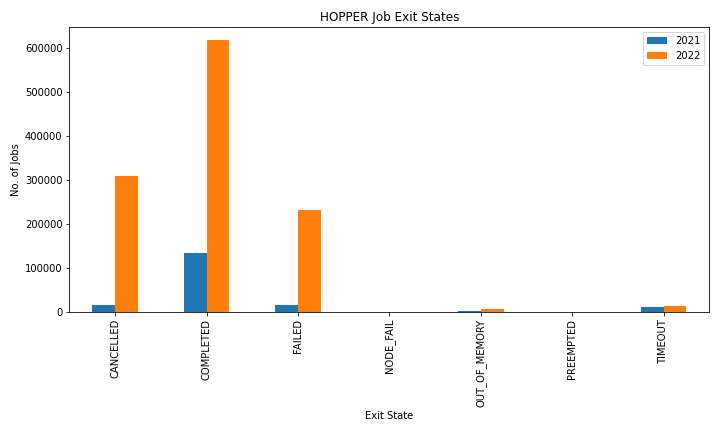 HOPPER Job Exit States
2021
2022
No. of Jobs
600000
500000
400000
300000
200000
100000
0
CANCELLED
COMPLETED
FAILED
NODE_FAIL
OUT_OF_MEMORY
PREEMPTED
TIMEOUT
Exit State